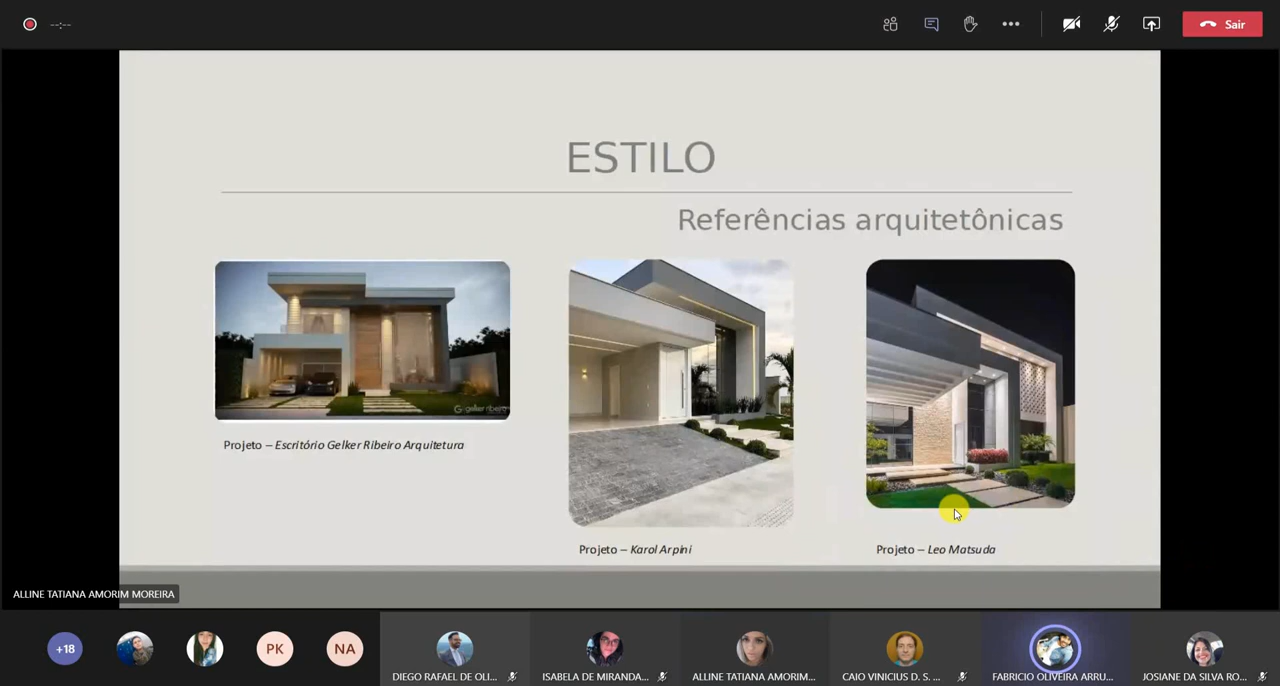 --:--
Sair
ESTILO
Referências arquitetônicas
Gelker ribeiro
Projeto – Escritório Gelker Ribeiro Arquitetura
Projeto – Karol Arpini
Projeto – Leo Matsuda
ALLINE TATIANA AMORIM MOREIRA
+18
PK
NA
DIEGO RAFAEL DE OLI...
ISABELA DE MIRANDA...
ALLINE TATIANA AMORIM...
CAIO VINICIUS D. S. ...
FABRICIO OLIVEIRA ARRU...
JOSIANE DA SILVA RO...